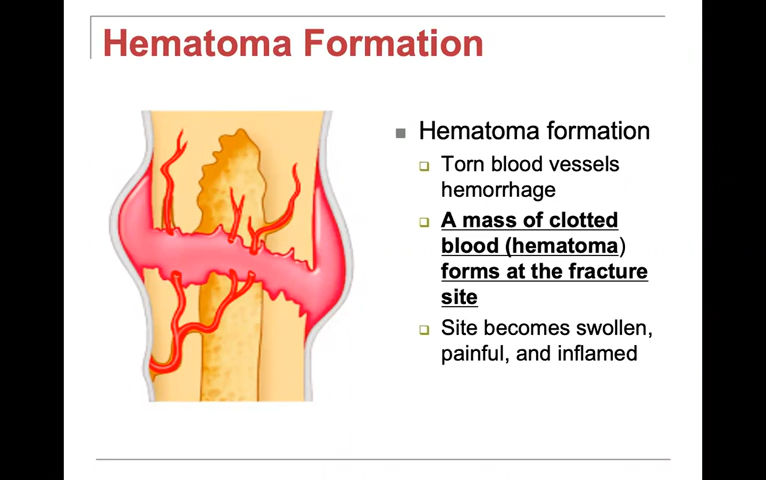 Hematoma Formation
Hematoma formation
Torn blood vessels
hemorrhage
A mass of clotted
blood (hematoma)
forms at the fracture
site
Site becomes swollen,
painful, and inflamed